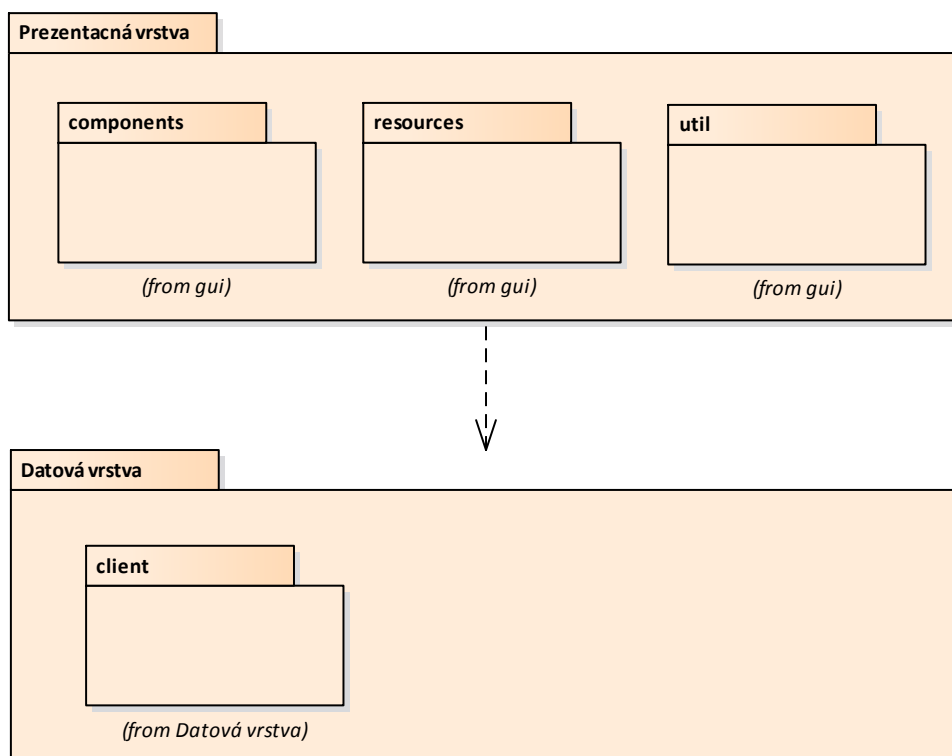 Prezentacná vrstva
components
resources
util
(from gui)
(from gui)
(from gui)
Datová vrstva
client
(from Datová vrstva)